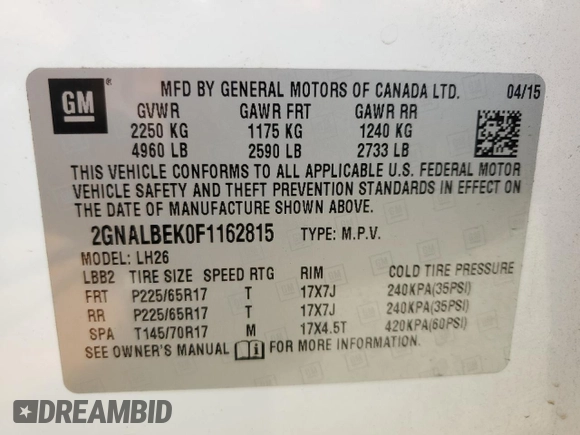 GM
MFD BY GENERAL MOTORS OF CANADA LTD. 04/15
GVWR GAWR FRT GAWR RR
2250 KG 1175 KG 1240 KG
4960 LB 2590 LB 2733 LB
THIS VEHICLE CONFORMS TO ALL APPLICABLE U.S. FEDERAL MOTOR
VEHICLE SAFETY AND THEFT PREVENTION STANDARDS IN EFFECT ON
THE DATE OF MANUFACTURE SHOWN ABOVE.
2GNALBEK0F1162815 TYPE: M.P.V.
MODEL: LH26
LBB2 TIRE SIZE SPEED RTG RIM COLD TIRE PRESSURE
FRT P225/65R17 T 17X7J 240KPA(35PSI)
RR P225/65R17 T 17X7J 240KPA(35PSI)
SPA T145/70R17 M 17X4.5T 420KPA(60PSI)
SEE OWNER'S MANUAL FOR MORE INFORMATION
DREAMBID